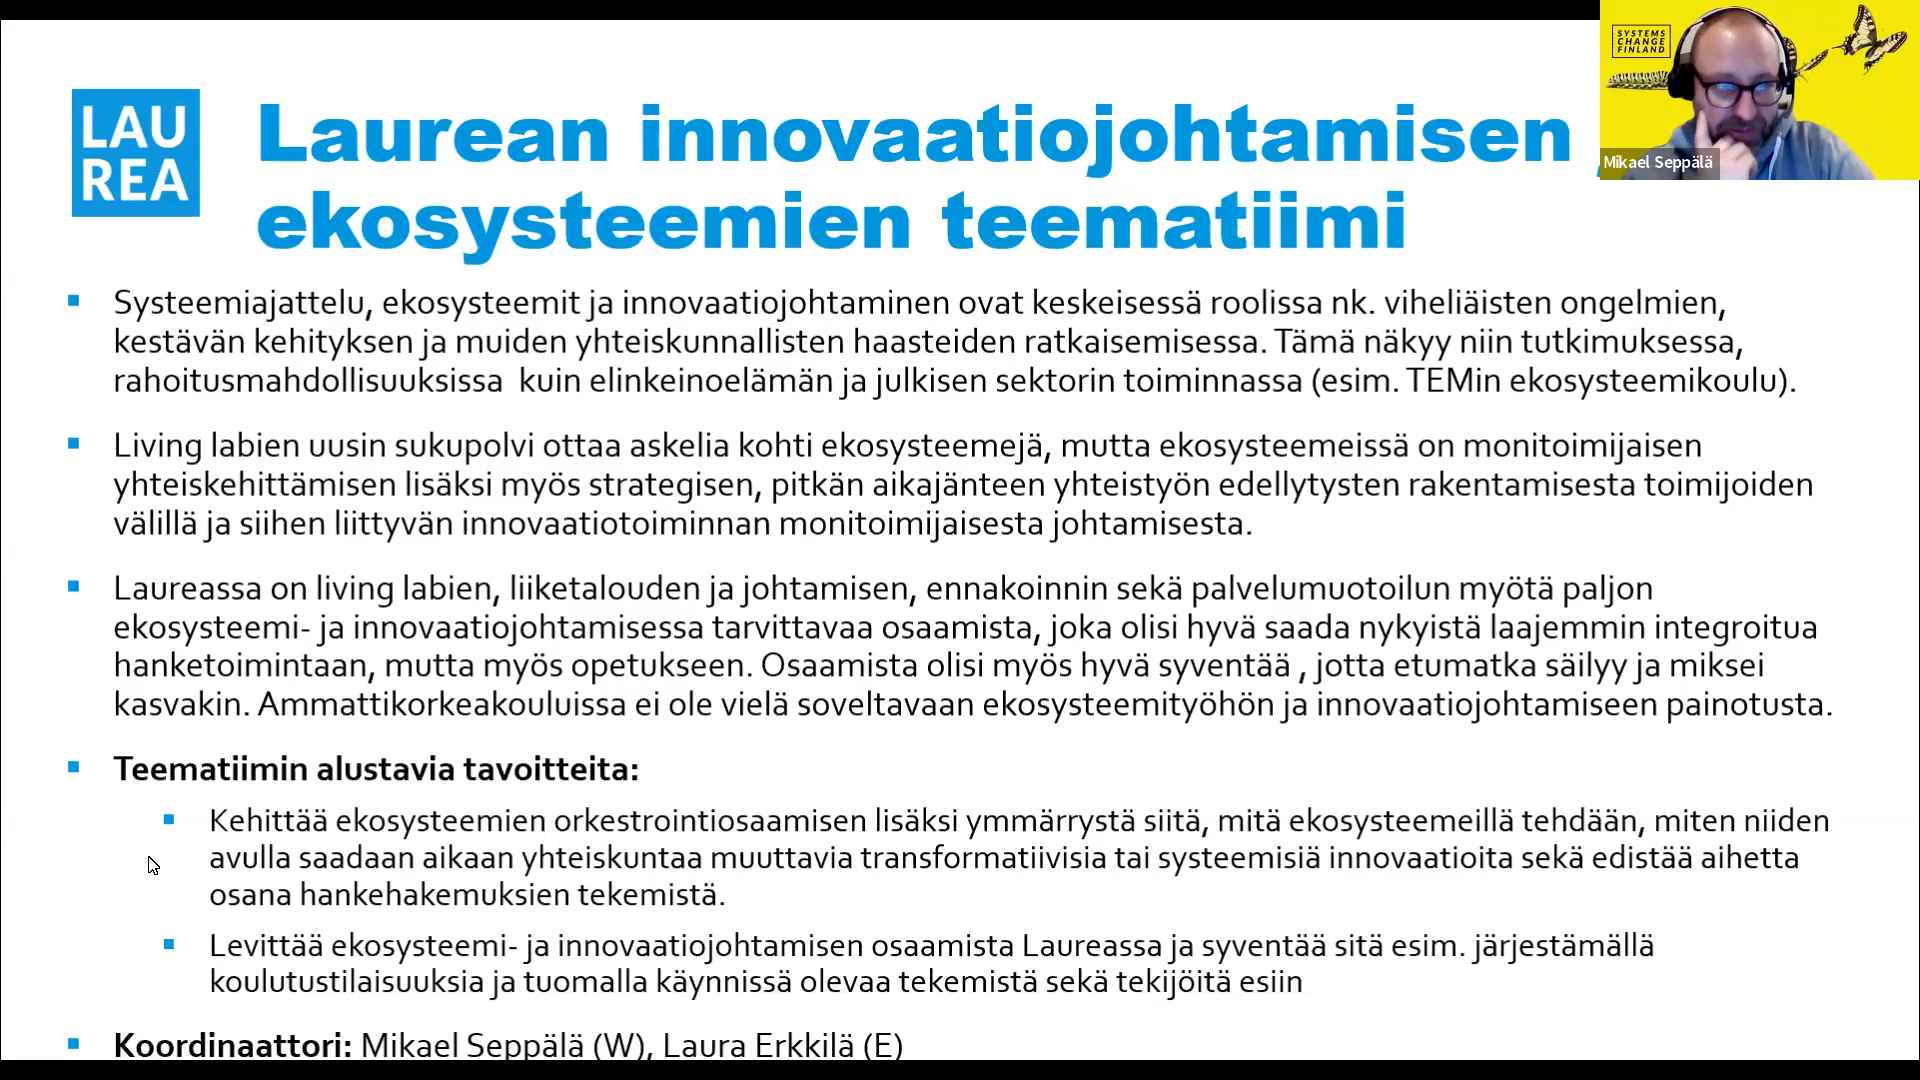 SYSTEMS
CHANGE
FINLAND
Mikael Seppälä
LAU
REA
Laurean innovaatiojohtamisen
ekosysteemien teematiimi
Systeemiajattelu, ekosysteemit ja innovaatiojohtaminen ovat keskeisessä roolissa nk. viheliäisten ongelmien,
kestävän kehityksen ja muiden yhteiskunnallisten haasteiden ratkaisemisessa. Tämä näkyy niin tutkimuksessa,
rahoitusmahdollisuuksissa kuin elinkeinoelämän ja julkisen sektorin toiminnassa (esim. TEMin ekosysteemikoulu).
Living labien uusin sukupolvi ottaa askelia kohti ekosysteemejä, mutta ekosysteemeissä on monitoimijaisen
yhteiskehittämisen lisäksi myös strategisen, pitkän aikajänteen yhteistyön edellytysten rakentamisesta toimijoiden
välillä ja siihen liittyvän innovaatiotoiminnan monitoimijaisesta johtamisesta.
Laureassa on living labien, liiketalouden ja johtamisen, ennakoinnin sekä palvelumuotoilun myötä paljon
ekosysteemi- ja innovaatiojohtamisessa tarvittavaa osaamista, joka olisi hyvä saada nykyistä laajemmin integroitua
hanketoimintaan, mutta myös opetukseen. Osaamista olisi myös hyvä syventää , jotta etumatka säilyy ja miksei
kasvakin. Ammattikorkeakouluissa ei ole vielä soveltavaan ekosysteemityöhön ja innovaatiojohtamiseen painotusta.
Teematiimin alustavia tavoitteita:
Kehittää ekosysteemien orkestrointiosaamisen lisäksi ymmärrystä siitä, mitä ekosysteemeillä tehdään, miten niiden
avulla saadaan aikaan yhteiskuntaa muuttavia transformatiivisia tai systeemisiä innovaatioita sekä edistää aihetta
osana hankehakemuksien tekemistä.
Levittää ekosysteemi- ja innovaatiojohtamisen osaamista Laureassa ja syventää sitä esim. järjestämällä
koulutustilaisuuksia ja tuomalla käynnissä olevaa tekemistä sekä tekijöitä esiin
Koordinaattori: Mikael Seppälä (W), Laura Erkkilä (E)